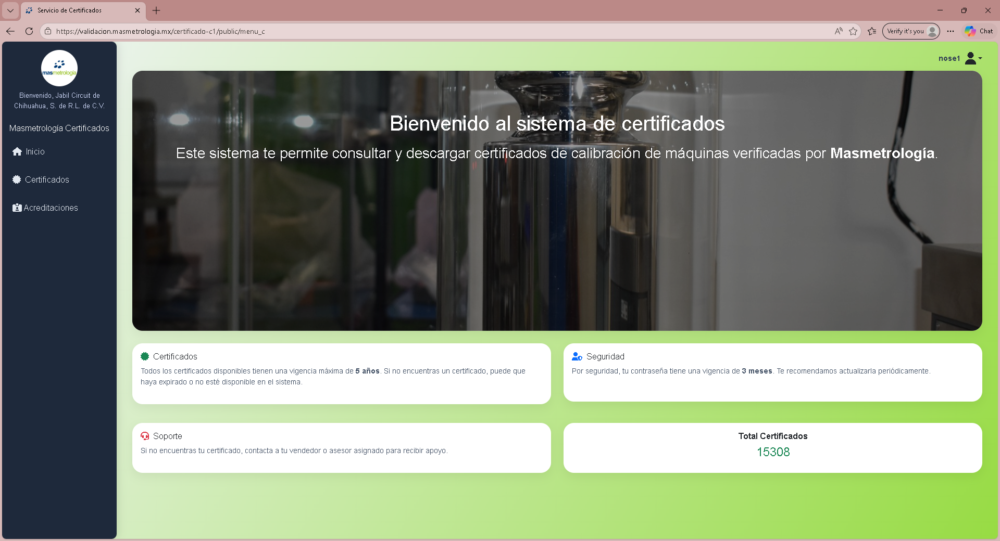 Servicio de Certificados
https://validacion.masmetrologia.mx/certificado-c1/public/menu_c
Verify it's you
Chat
masmetrología
Bienvenido, Jabil Circuit de
Chihuahua, S. de R.L. de C.V.
Masmetrología Certificados
Inicio
Certificados
Acreditaciones
nose1
Bienvenido al sistema de certificados
Este sistema te permite consultar y descargar certificados de calibración de máquinas verificadas por Masmetrología.
Certificados
Todos los certificados disponibles tienen una vigencia máxima de 5 años. Si no encuentras un certificado, puede que
haya expirado o no esté disponible en el sistema.
Seguridad
Por seguridad, tu contraseña tiene una vigencia de 3 meses. Te recomendamos actualizarla periódicamente.
Soporte
Si no encuentras tu certificado, contacta a tu vendedor o asesor asignado para recibir apoyo.
Total Certificados
15308